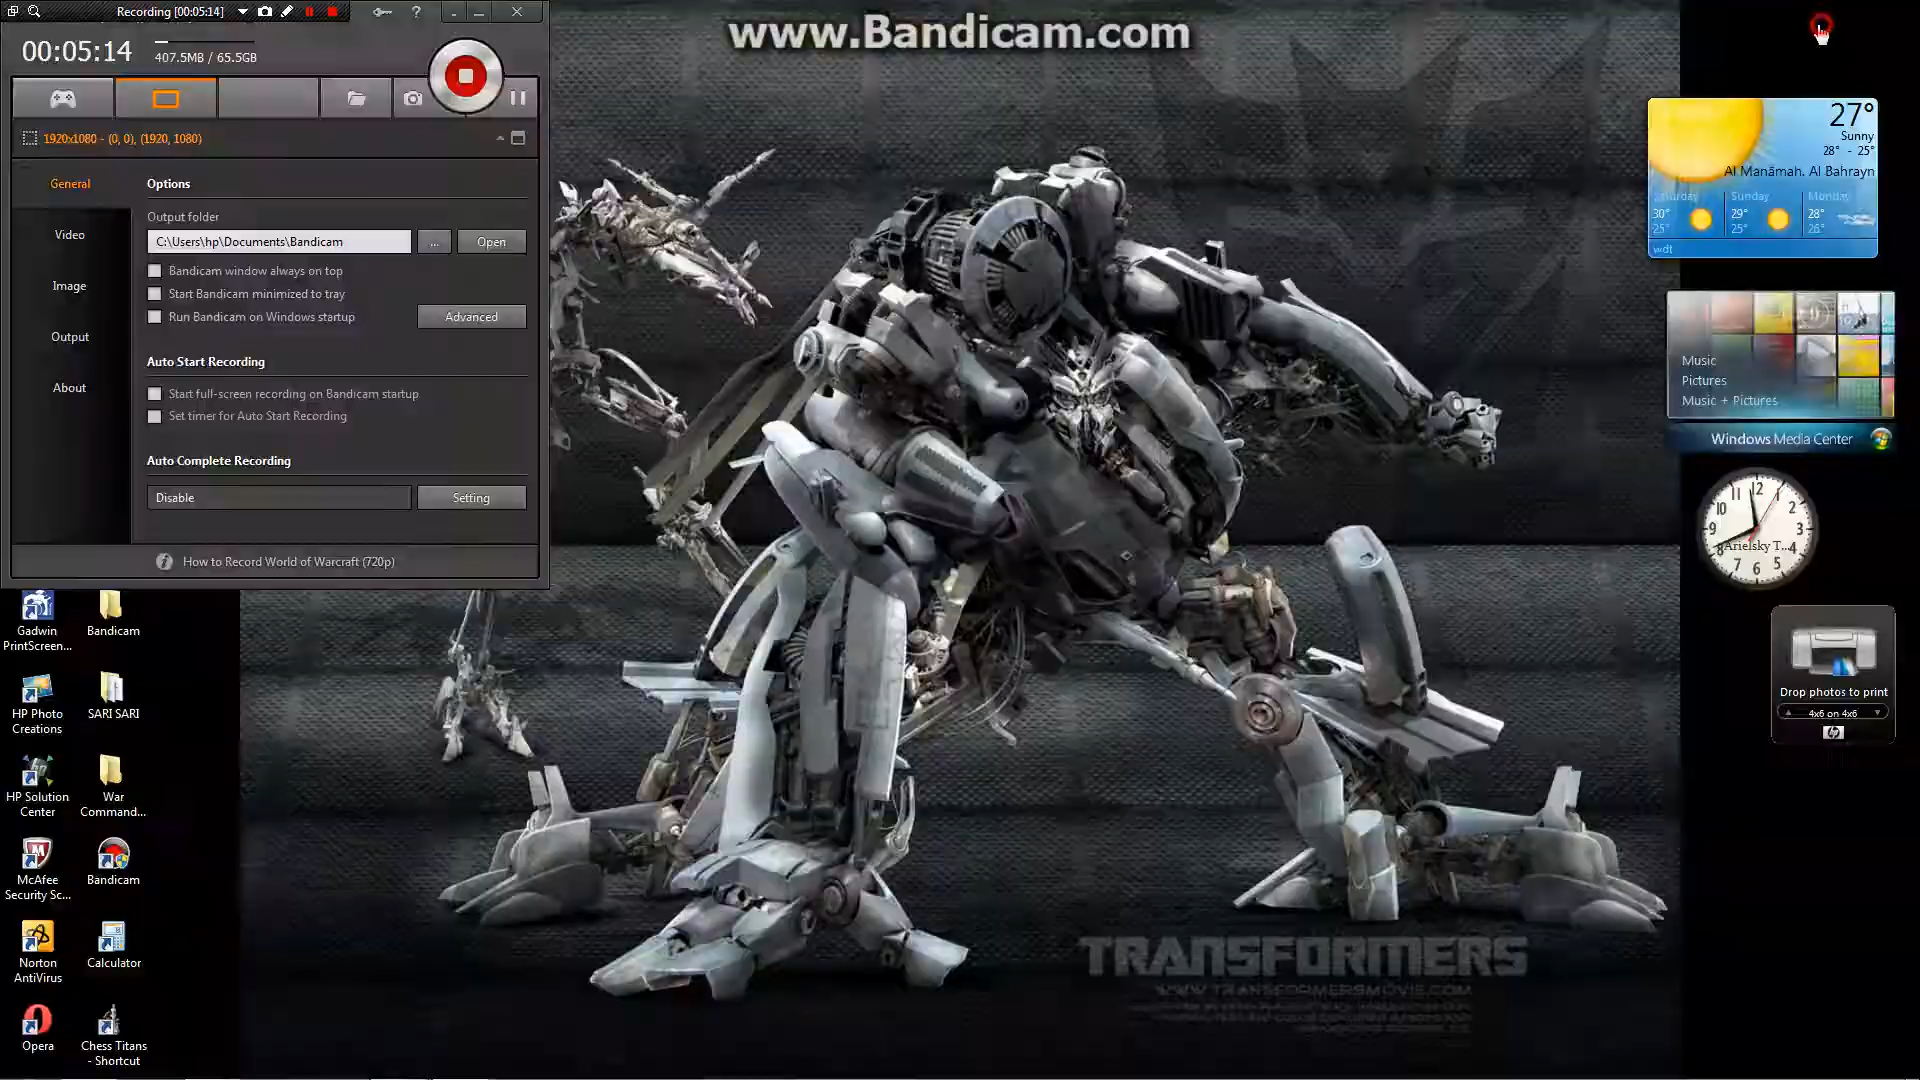 Recording [00:05:14]
www.Bandicam.com
00:05:14
407.5MB / 65.5GB
1920x1080 - (0, 0), (1920, 1080)
General
Video
Image
Output
About
Options
Output folder
C:\Users\hp\Documents\Bandicam
...
Open
Bandicam window always on top
Start Bandicam minimized to tray
Run Bandicam on Windows startup
Advanced
Auto Start Recording
Start full-screen recording on Bandicam startup
Set timer for Auto Start Recording
Auto Complete Recording
Disable
Setting
How to Record World of Warcraft (720p)
Gadwin
PrintScreen...
Bandicam
HP Photo
Creations
SARI SARI
HP Solution
Center
War
Command...
McAfee
Security Sc...
Bandicam
Norton
AntiVirus
Calculator
Opera
Chess Titans
- Shortcut
27°
Sunny
28° - 25°
Al Manāmah, Al Bahrayn
Saturday
30°
25°
Sunday
29°
25°
Monday
28°
26°
wdt
Music
Pictures
Music + Pictures
Windows Media Center
11 12 1
10 2
9 3
8 4
7 6 5
Arielsky T...
Drop photos to print
4x6 on 4x6
hp
TRANSFORMERS
WWW.TRANSFORMERSMOVIE.COM